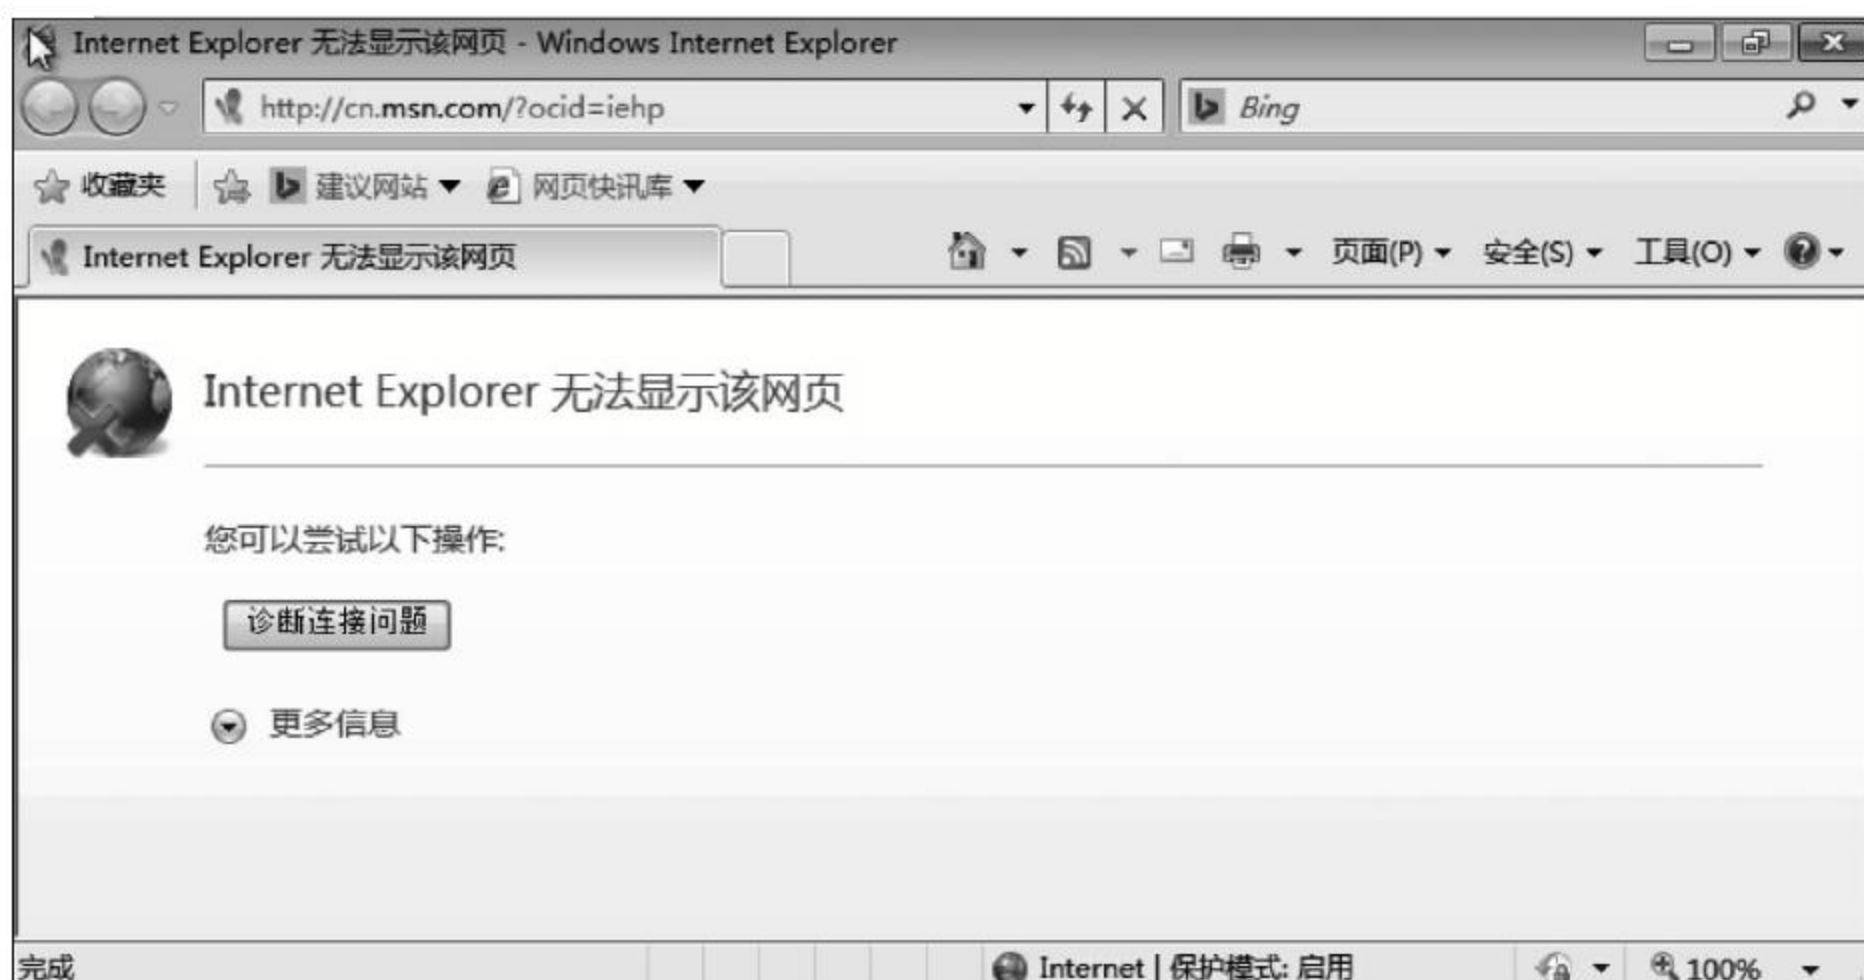 Internet Explorer 无法显示该网页 - Windows Internet Explorer
http://cn.msn.com/?ocid=iehp
Bing
收藏夹 建议网站 网页快讯库
Internet Explorer 无法显示该网页
页面(P) 安全(S) 工具(O)
Internet Explorer 无法显示该网页
您可以尝试以下操作:
诊断连接问题
更多信息
完成
Internet | 保护模式: 启用
100%